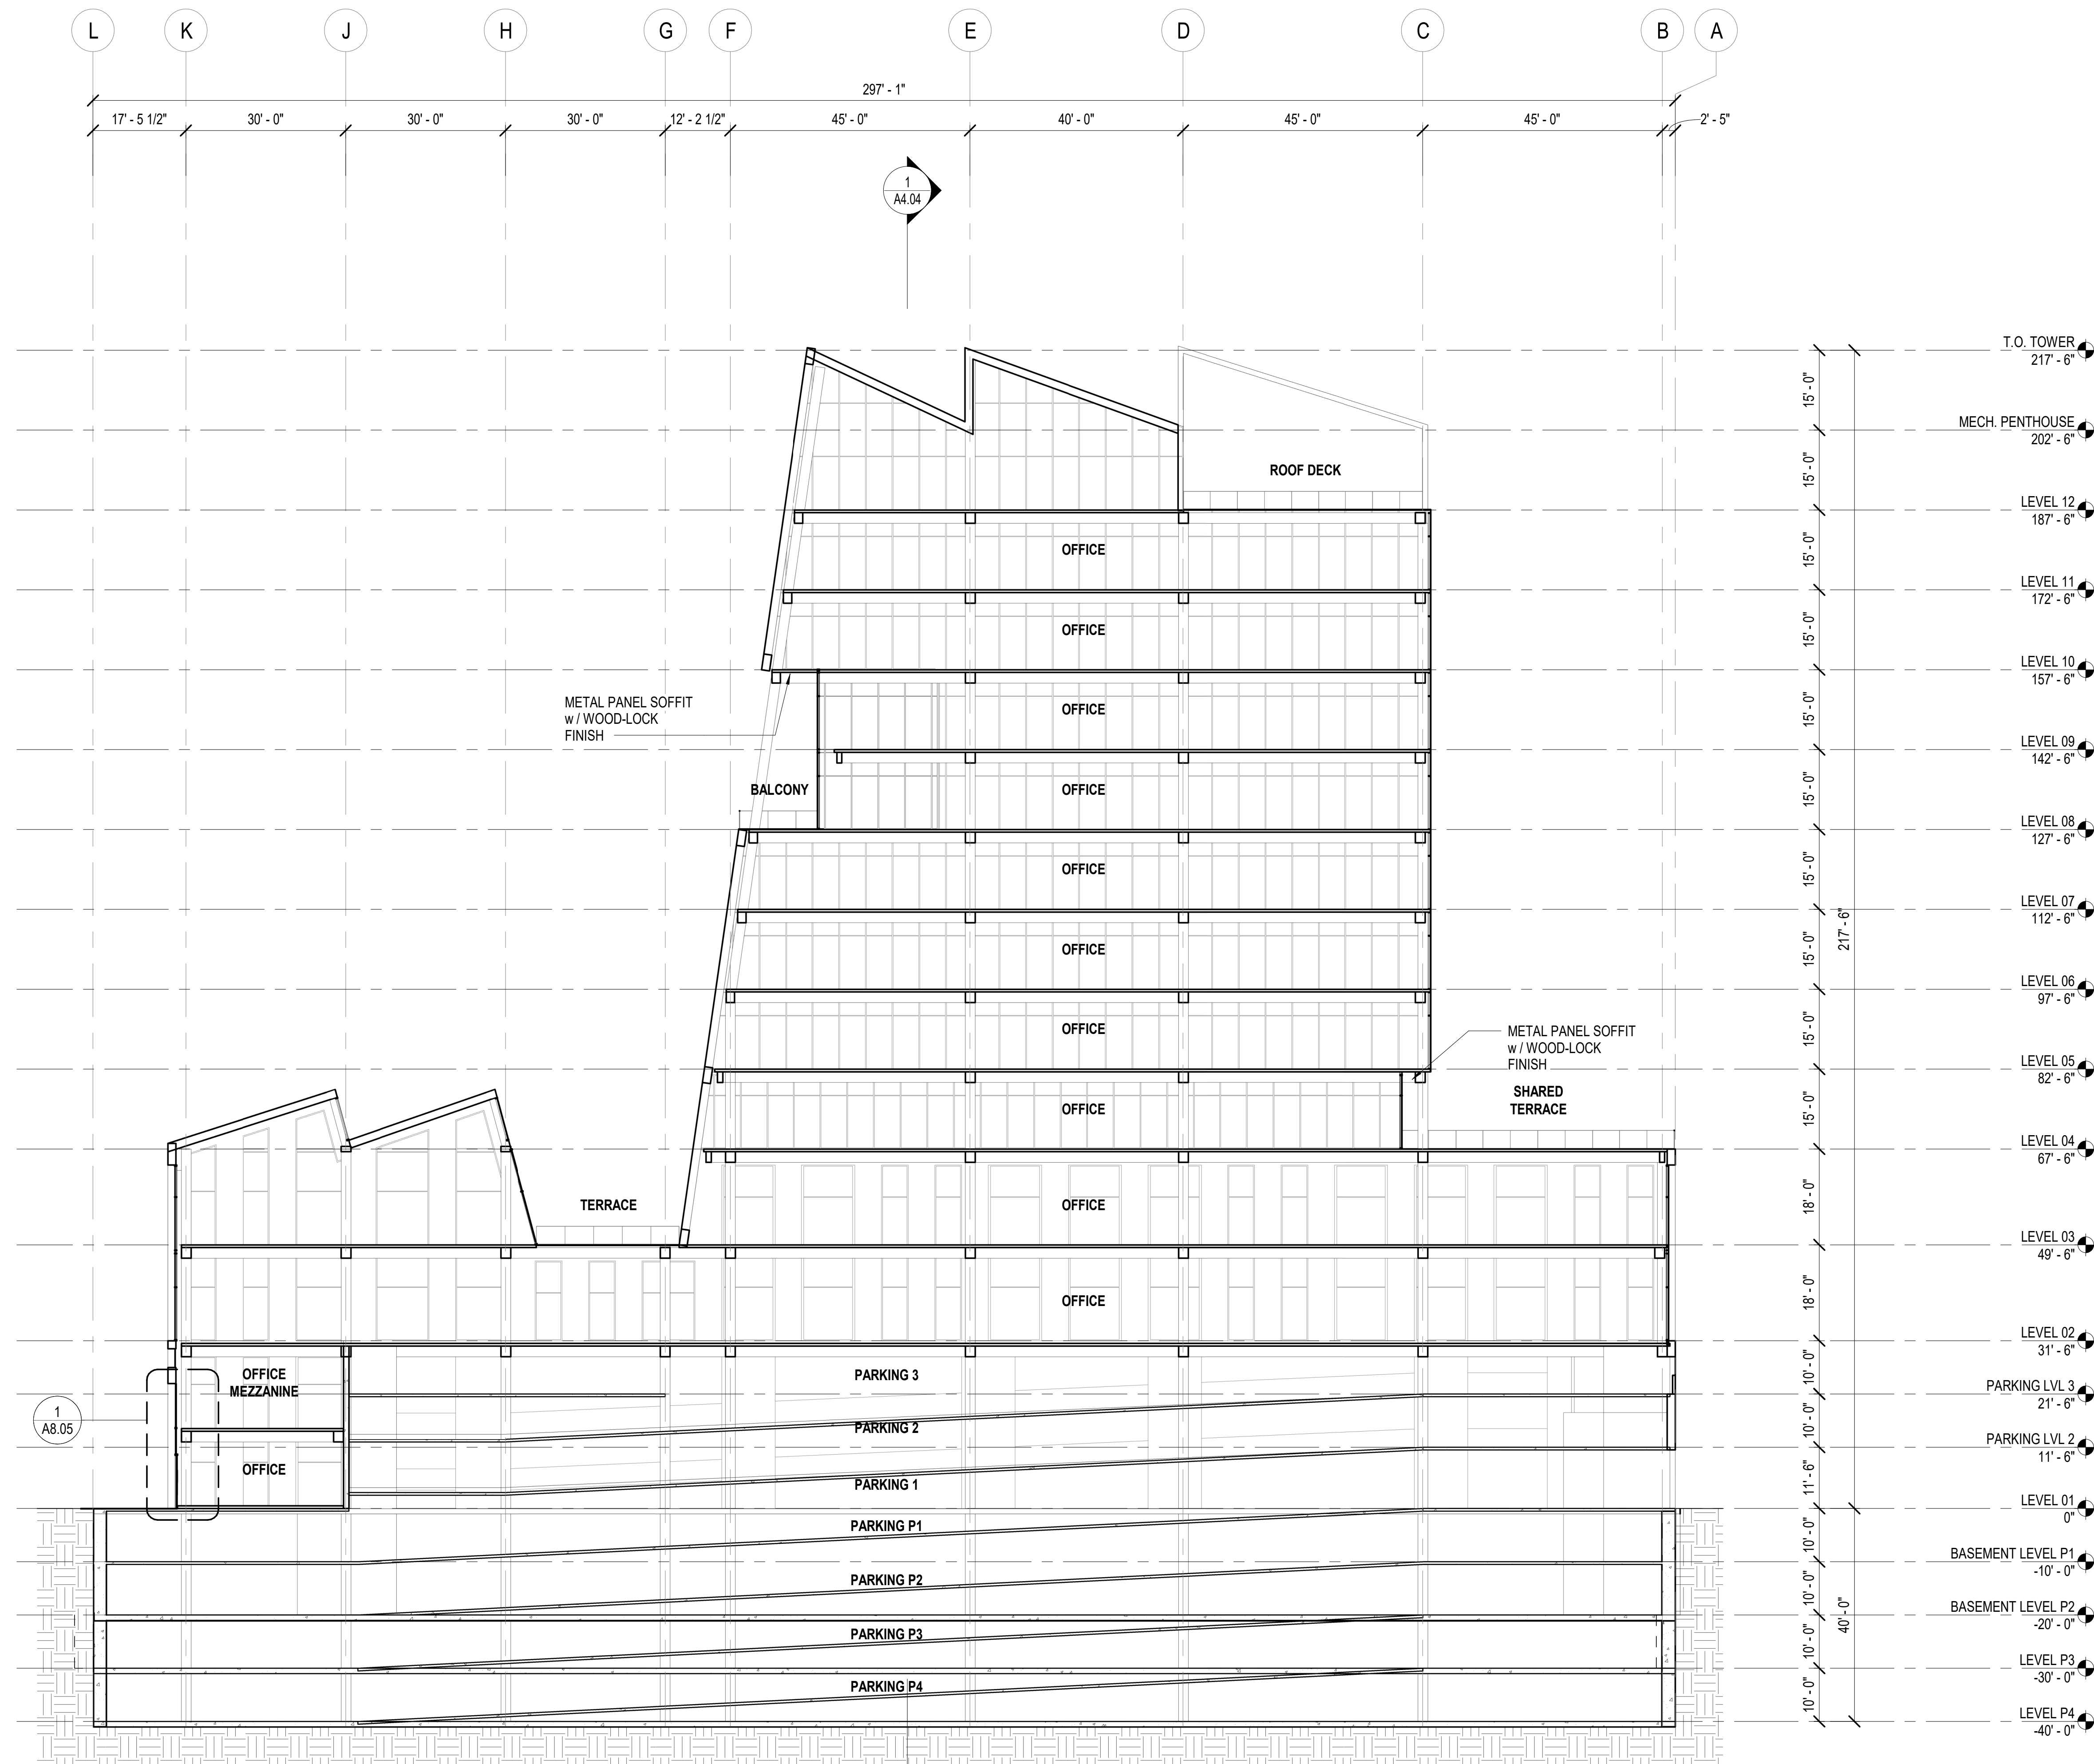 L K J H G F E D C B A
297' - 1"
17' - 5 1/2" 30' - 0" 30' - 0" 30' - 0" 12' - 2 1/2" 45' - 0" 40' - 0" 45' - 0" 45' - 0" 2' - 5"
1
A4.04
T.O. TOWER
217' - 6"
15' - 0"
MECH. PENTHOUSE
202' - 6"
ROOF DECK
15' - 0"
LEVEL 12
187' - 6"
OFFICE
15' - 0"
LEVEL 11
172' - 6"
OFFICE
15' - 0"
LEVEL 10
157' - 6"
METAL PANEL SOFFIT
w / WOOD-LOCK
FINISH
OFFICE
15' - 0"
LEVEL 09
142' - 6"
BALCONY
OFFICE
15' - 0"
LEVEL 08
127' - 6"
OFFICE
15' - 0"
LEVEL 07
112' - 6"
217' - 6"
OFFICE
15' - 0"
LEVEL 06
97' - 6"
OFFICE
15' - 0"
METAL PANEL SOFFIT
w / WOOD-LOCK
FINISH
LEVEL 05
82' - 6"
SHARED
TERRACE
OFFICE
15' - 0"
LEVEL 04
67' - 6"
TERRACE
OFFICE
18' - 0"
LEVEL 03
49' - 6"
OFFICE
18' - 0"
LEVEL 02
31' - 6"
OFFICE
MEZZANINE
PARKING 3
10' - 0"
PARKING LVL 3
21' - 6"
1
A8.05
PARKING 2
10' - 0"
PARKING LVL 2
11' - 6"
OFFICE
PARKING 1
11' - 6"
LEVEL 01
0"
PARKING P1
10' - 0"
BASEMENT LEVEL P1
-10' - 0"
PARKING P2
10' - 0"
BASEMENT LEVEL P2
-20' - 0"
40' - 0"
PARKING P3
10' - 0"
LEVEL P3
-30' - 0"
PARKING P4
10' - 0"
LEVEL P4
-40' - 0"